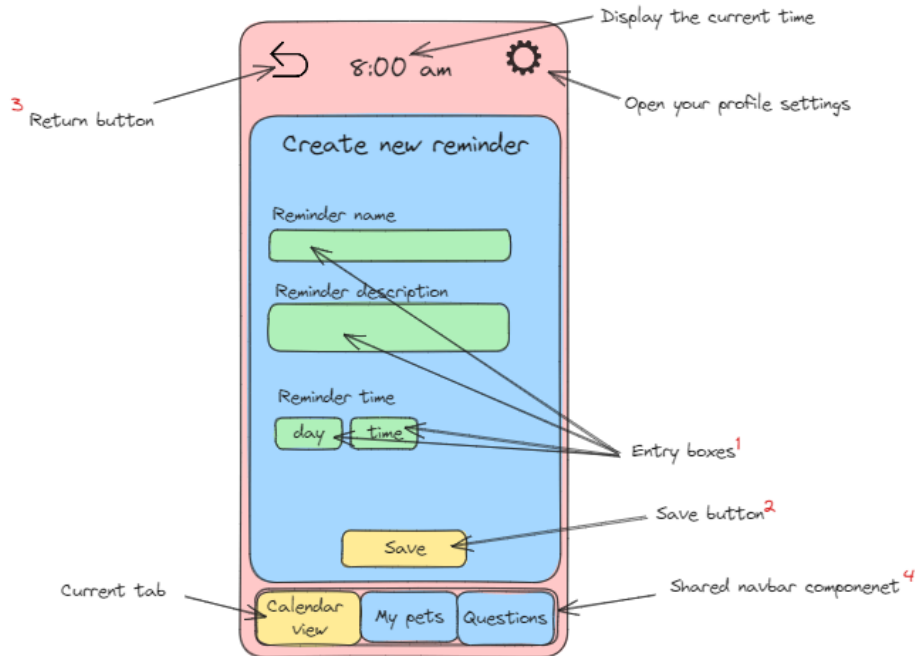 Display the current time
8:00 am
Open your profile settings
3
Return button
Create new reminder
Reminder name
Reminder description
Reminder time
day
time
Entry boxes1
Save button2
Save
Current tab
Shared navbar componenet4
Calendar
view
My pets
Questions